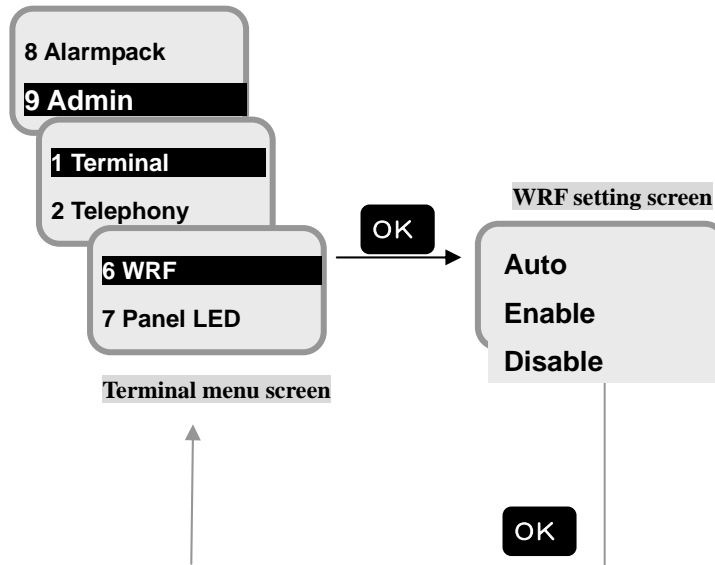 8 Alarmpack
9 Admin
1 Terminal
2 Telephony
6 WRF
7 Panel LED
Terminal menu screen
OK
WRF setting screen
Auto
Enable
Disable
OK